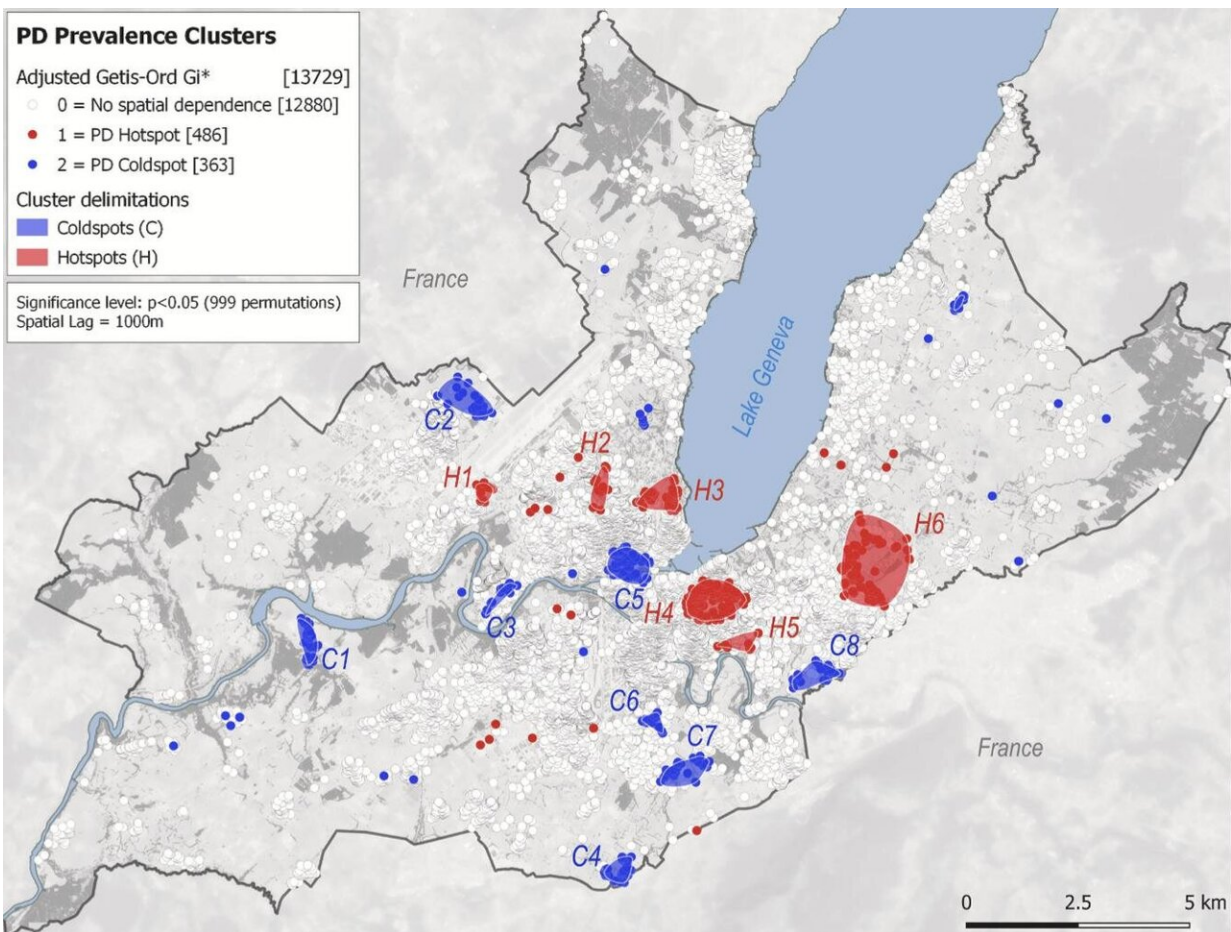 PD Prevalence Clusters
Adjusted Getis-Ord Gi* [13729]
0 = No spatial dependence [12880]
1 = PD Hotspot [486]
2 = PD Coldspot [363]
Cluster delimitations
Coldspots (C)
Hotspots (H)
Significance level: p<0.05 (999 permutations)
Spatial Lag = 1000m
France
Lake Geneva
C2
H1
H2
H3
H6
C5
H4
C3
H5
C1
C8
C6
C7
France
C4
0 2.5 5 km